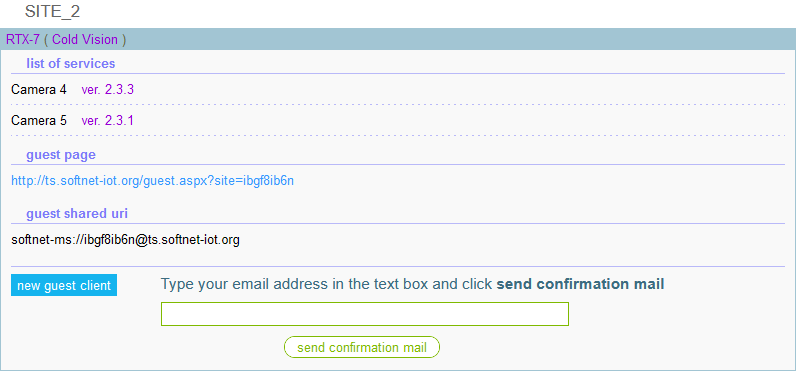 SITE_2
RTX-7 ( Cold Vision )
list of services
Camera 4 ver. 2.3.3
Camera 5 ver. 2.3.1
guest page
http://ts.softnet-iot.org/guest.aspx?site=ibgf8ib6n
guest shared uri
softnet-ms://ibgf8ib6n@ts.softnet-iot.org
new guest client Type your email address in the text box and click send confirmation mail
send confirmation mail